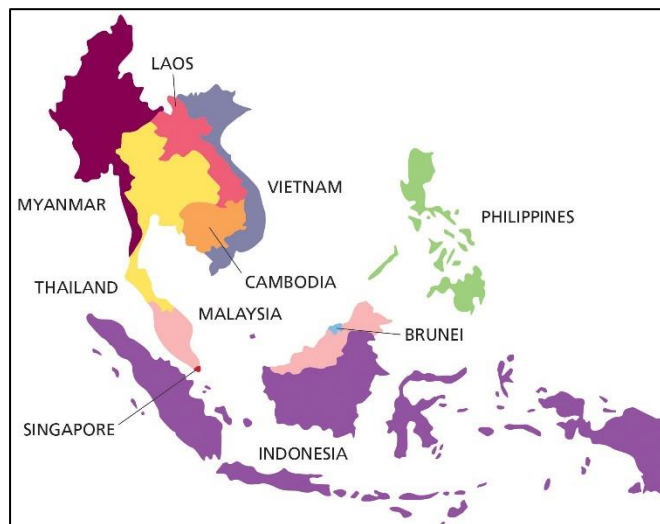 LAOS
MYANMAR
VIETNAM
PHILIPPINES
THAILAND
CAMBODIA
MALAYSIA
BRUNEI
SINGAPORE
INDONESIA